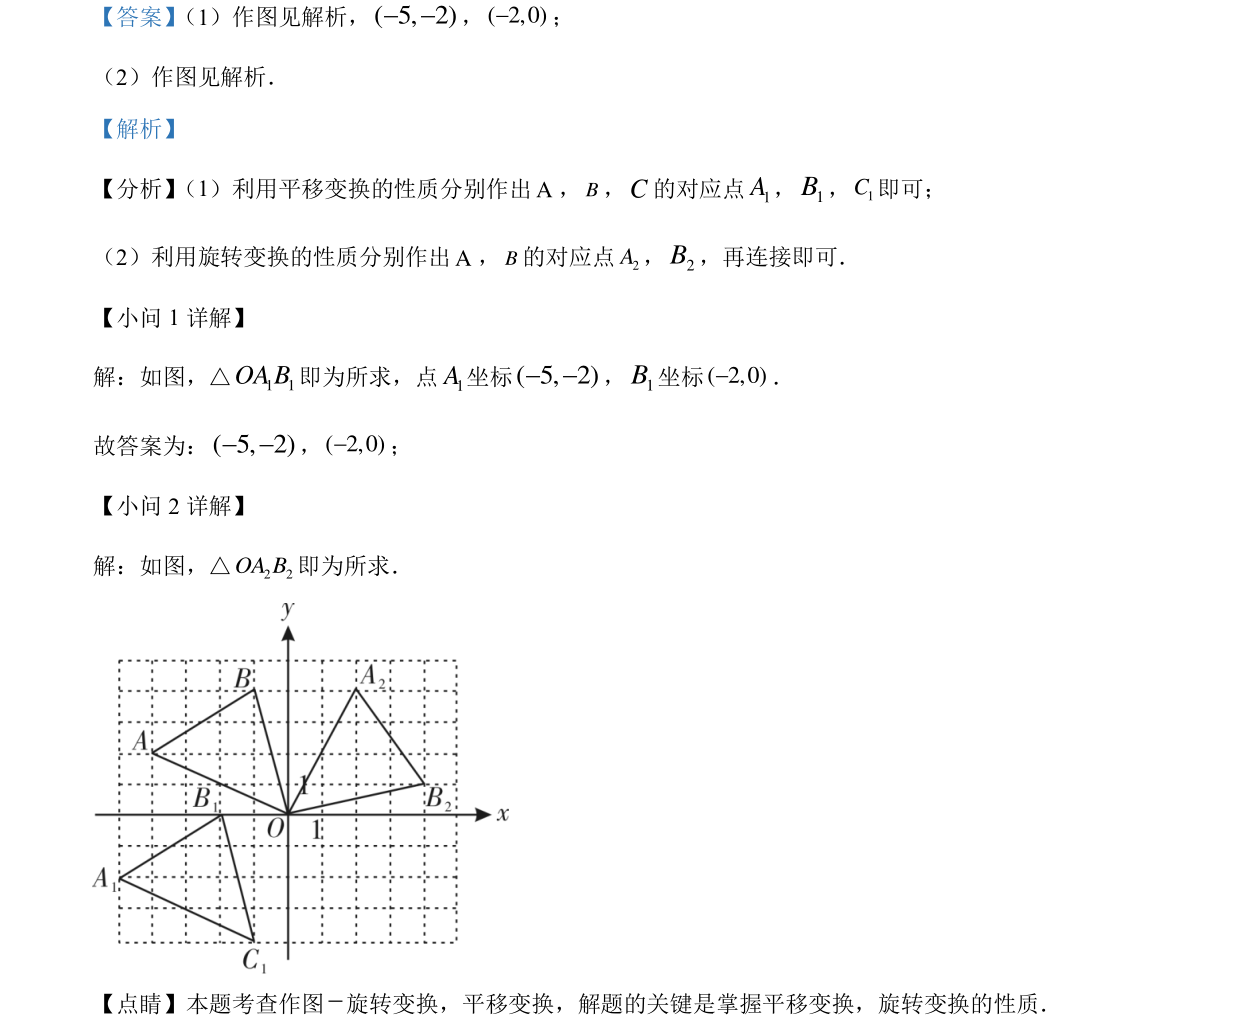 【答案】（1）作图见解析，(−5,−2)，(−2,0)；
（2）作图见解析．
【解析】
【分析】（1）利用平移变换的性质分别作出 A ，B，C 的对应点 A₁，B₁，C₁即可；
（2）利用旋转变换的性质分别作出 A ，B 的对应点 A₂，B₂，再连接即可．
【小问 1 详解】
解：如图，△OA₁B₁即为所求，点 A₁坐标(−5,−2)，B₁坐标(−2,0)．
故答案为：(−5,−2)，(−2,0)；
【小问 2 详解】
解：如图，△OA₂B₂即为所求．
y
B
A₂
A
1
B₁
B₂
x
O
1
A₁
C₁
【点睛】本题考查作图－旋转变换，平移变换，解题的关键是掌握平移变换，旋转变换的性质．